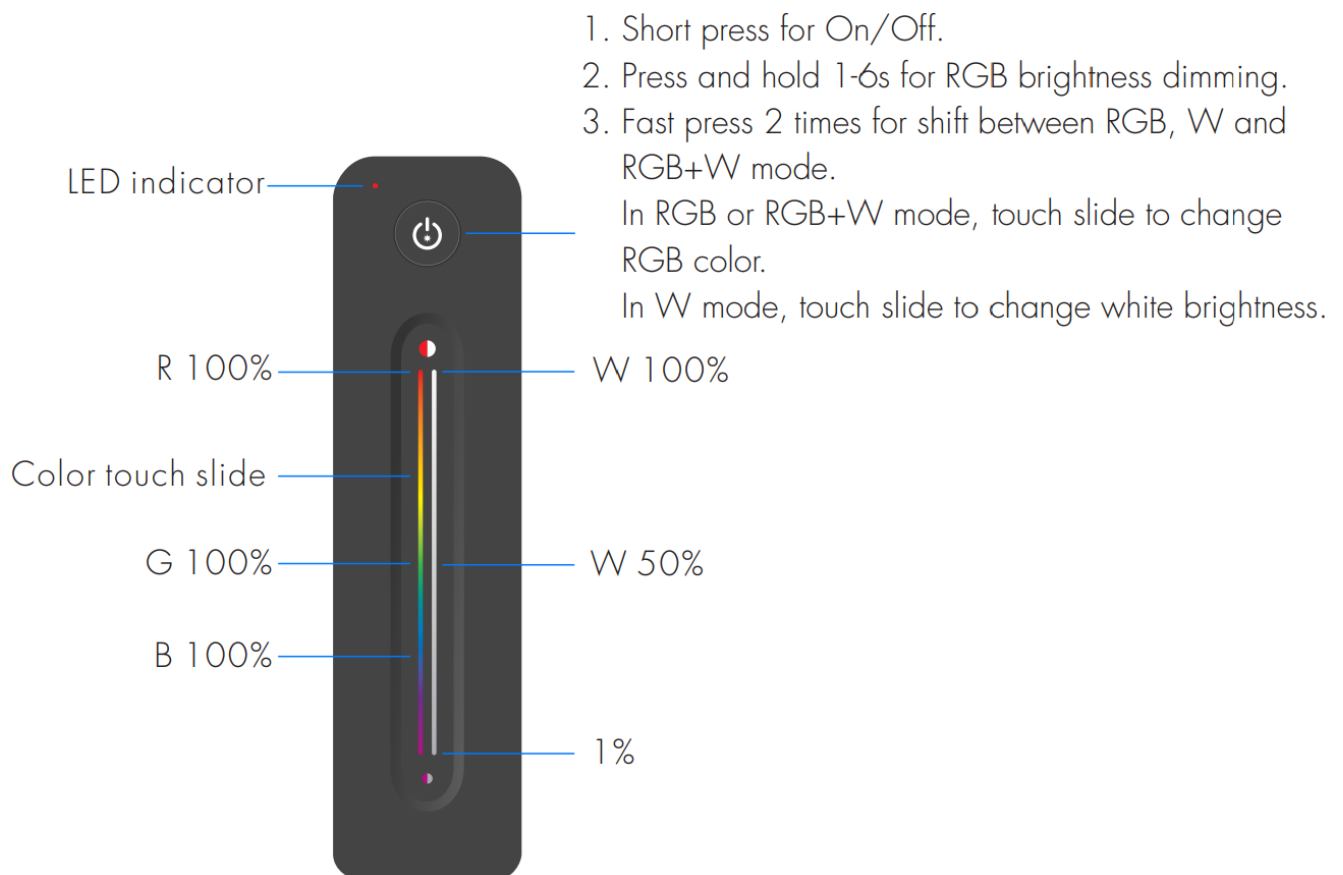 1. Short press for On/Off.
2. Press and hold 1-6s for RGB brightness dimming.
3. Fast press 2 times for shift between RGB, W and
RGB+W mode.
In RGB or RGB+W mode, touch slide to change
RGB color.
In W mode, touch slide to change white brightness.
LED indicator
R 100%
W 100%
Color touch slide
G 100%
W 50%
B 100%
1%